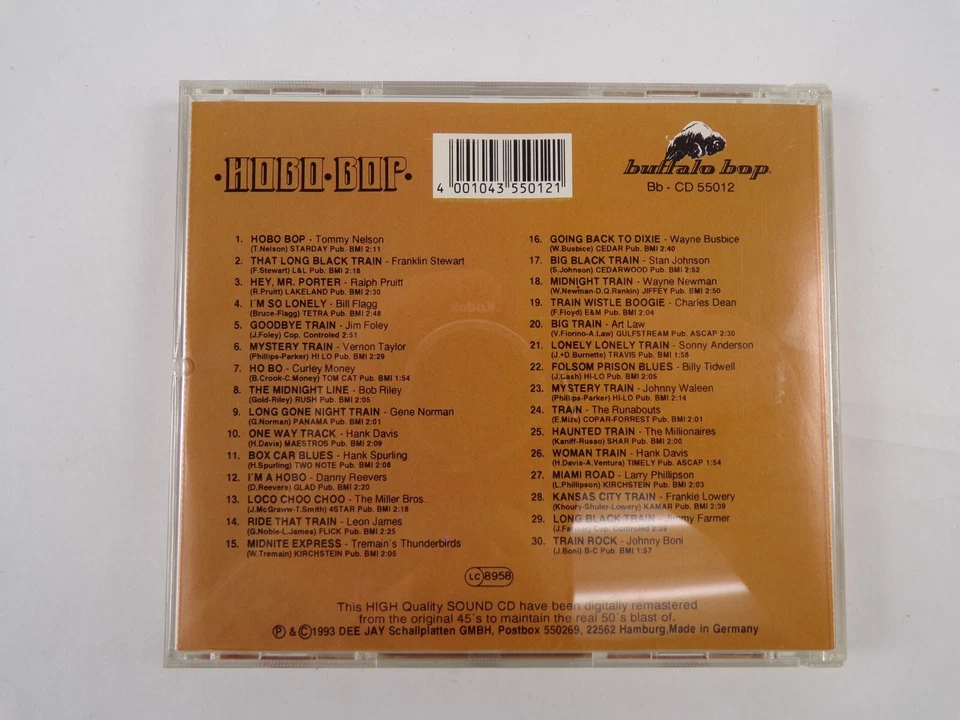 ·HOBO·BOP·
4 001043 550121
buffalo bop
Bb - CD 55012
1. HOBO BOP - Tommy Nelson
(T.Nelson) STARDAY Pub. BMI 2:11
2. THAT LONG BLACK TRAIN - Franklin Stewart
(F.Stewart) L&L Pub. BMI 2:18
3. HEY, MR. PORTER - Ralph Pruitt
(R.Pruitt) LAKELAND Pub. BMI 2:30
4. I'M SO LONELY - Bill Flagg
(Bruce-Flagg) TETRA Pub. BMI 2:48
5. GOODBYE TRAIN - Jim Foley
(J.Foley) Cop. Controled 2:51
6. MYSTERY TRAIN - Vernon Taylor
(Phillips-Parker) HI LO Pub. BMI 2:29
7. HO BO - Curley Money
(B.Crook-C.Money) TOM CAT Pub. BMI 1:54
8. THE MIDNIGHT LINE - Bob Riley
(Gold-Riley) RUSH Pub. BMI 2:05
9. LONG GONE NIGHT TRAIN - Gene Norman
(G.Norman) PANAMA Pub. BMI 2:01
10. ONE WAY TRACK - Hank Davis
(H.Davis) MAESTROS Pub. BMI 2:09
11. BOX CAR BLUES - Hank Spurling
(H.Spurling) TWO NOTE Pub. BMI 2:08
12. I'M A HOBO - Danny Reevers
(D.Reevers) GLAD Pub. BMI 2:20
13. LOCO CHOO CHOO - The Miller Bros.
(J.McGraww-T.Smith) 4STAR Pub. BMI 2:18
14. RIDE THAT TRAIN - Leon James
(G.Noble-L.James) FLICK Pub. BMI 2:25
15. MIDNITE EXPRESS - Tremain's Thunderbirds
(W.Tremain) KIRCHSTEIN Pub. BMI 2:05
16. GOING BACK TO DIXIE - Wayne Busbice
(W.Busbice) CEDAR Pub. BMI 2:40
17. BIG BLACK TRAIN - Stan Johnson
(S.Johnson) CEDARWOOD Pub. BMI 2:52
18. MIDNIGHT TRAIN - Wayne Newman
(W.Newman-D.Q.Rankin) JIFFEY Pub. BMI 2:50
19. TRAIN WISTLE BOOGIE - Charles Dean
(F.Floyd) E&M Pub. BMI 2:04
20. BIG TRAIN - Art Law
(V.Fiorino-A.Law) GULFSTREAM Pub. ASCAP 2:30
21. LONELY LONELY TRAIN - Sonny Anderson
(J.+D.Burnette) TRAVIS Pub. BMI 1:58
22. FOLSOM PRISON BLUES - Billy Tidwell
(J.Cash) HI-LO Pub. BMI 2:05
23. MYSTERY TRAIN - Johnny Waleen
(Phillips-Parker) HI-LO Pub. BMI 2:14
24. TRAIN - The Runabouts
(E.Mize) COPAR-FORREST Pub. BMI 2:01
25. HAUNTED TRAIN - The Millionaires
(Kaniff-Russo) SHAR Pub. BMI 2:00
26. WOMAN TRAIN - Hank Davis
(H.Davis-A.Ventura) TIMELY Pub. ASCAP 1:54
27. MIAMI ROAD - Larry Phillipson
(L.Phillipson) KIRCHSTEIN Pub. BMI 2:03
28. KANSAS CITY TRAIN - Frankie Lowery
(Khoury-Shuler-Lowery) KAMAR Pub. BMI 2:39
29. LONG BLACK TRAIN - Farmer
Cop. Controled 2:39
30. TRAIN ROCK - Johnny Boni
(J.Boni) B-C Pub. BMI 1:57
LC 8958
This HIGH Quality SOUND CD have been digitally remastered
from the original 45's to maintain the real 50's blast of.
Ⓟ & Ⓒ 1993 DEE JAY Schallplatten GMBH, Postbox 550269, 22562 Hamburg, Made in Germany